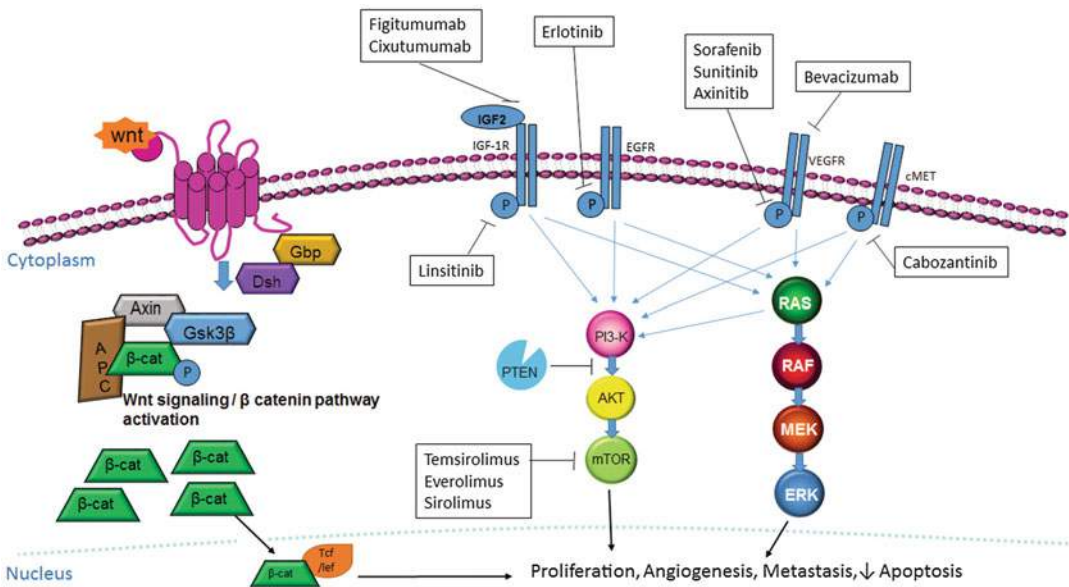 Figitumumab
Cixutumumab
Erlotinib
Sorafenib
Sunitinib
Axinitib
Bevacizumab
wnt
IGF2
IGF-1R
EGFR
VEGFR
cMET
P
P
P
P
Cytoplasm
Gbp
Dsh
Linsitinib
Cabozantinib
Axin
Gsk3β
APC
β-cat
P
RAS
PI3-K
PTEN
RAF
AKT
Wnt signaling / β catenin pathway
activation
MEK
mTOR
Temsirolimus
Everolimus
Sirolimus
β-cat
β-cat
β-cat
β-cat
ERK
Nucleus
β-cat
Tcf
/lef
Proliferation, Angiogenesis, Metastasis, ↓ Apoptosis